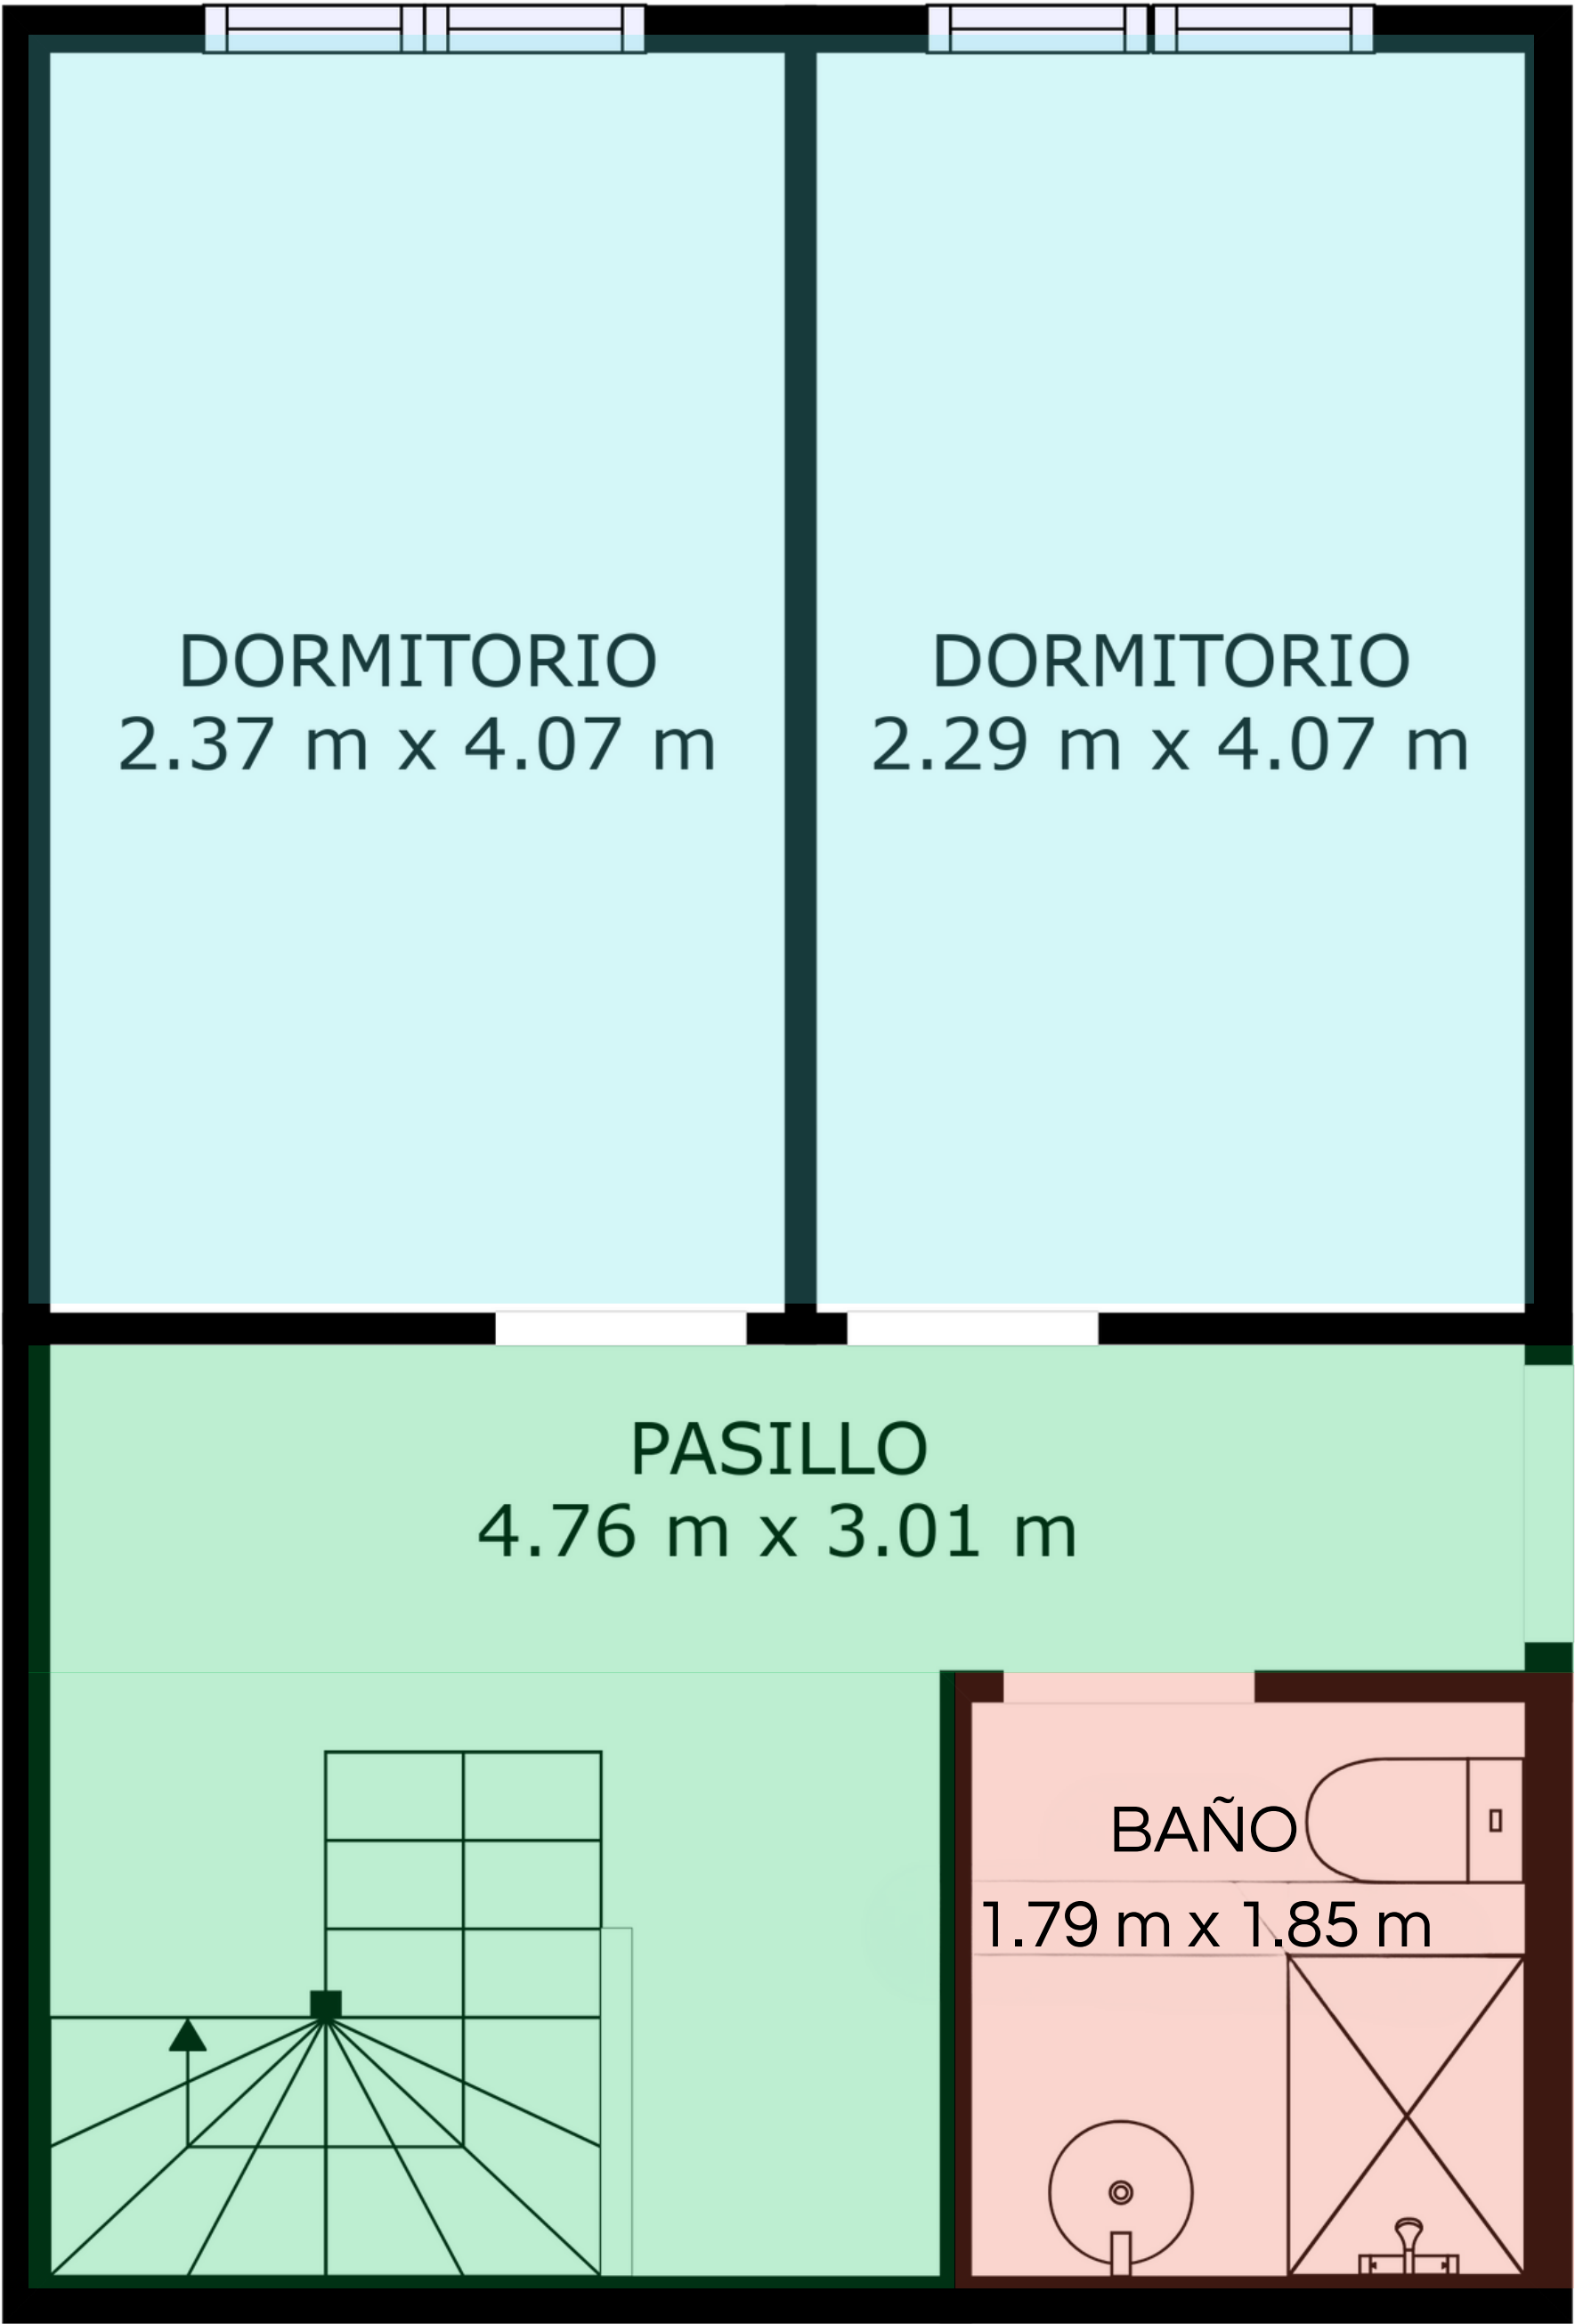 DORMITORIO
2.37 m x 4.07 m
DORMITORIO
2.29 m x 4.07 m
PASILLO
4.76 m x 3.01 m
BAÑO
1.79 m x 1.85 m